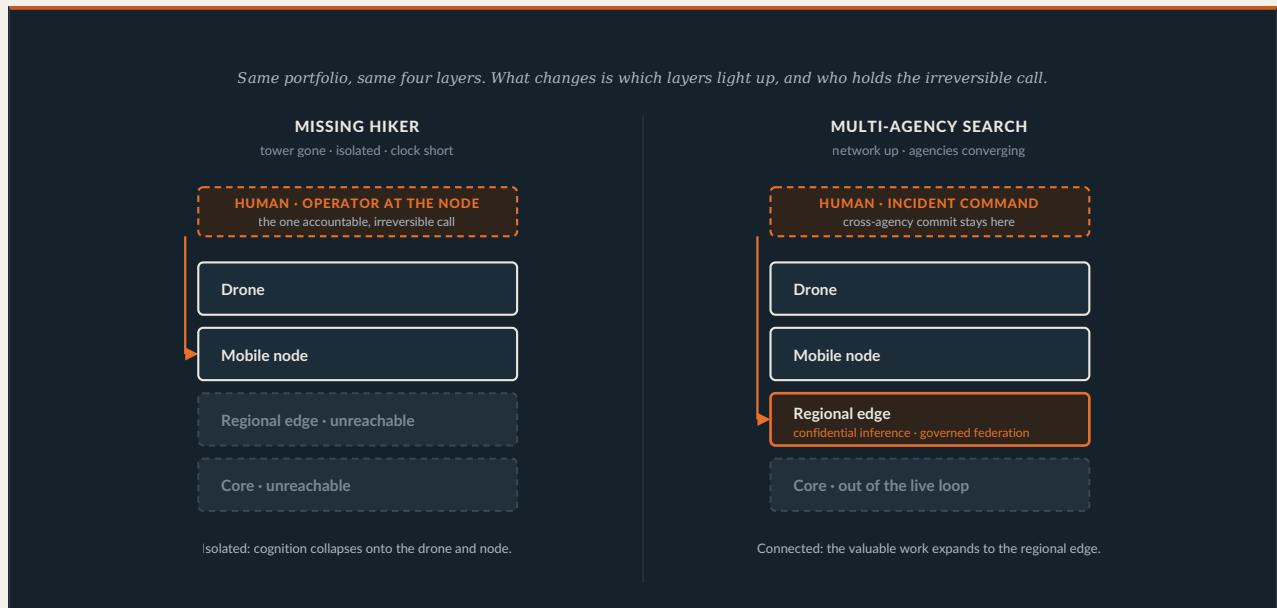 Same portfolio, same four layers. What changes is which layers light up, and who holds the irreversible call.
MISSING HIKER
tower gone · isolated · clock short
HUMAN · OPERATOR AT THE NODE
the one accountable, irreversible call
Drone
Mobile node
Regional edge · unreachable
Core · unreachable
Isolated: cognition collapses onto the drone and node.
MULTI-AGENCY SEARCH
network up · agencies converging
HUMAN · INCIDENT COMMAND
cross-agency commit stays here
Drone
Mobile node
Regional edge
confidential inference · governed federation
Core · out of the live loop
Connected: the valuable work expands to the regional edge.